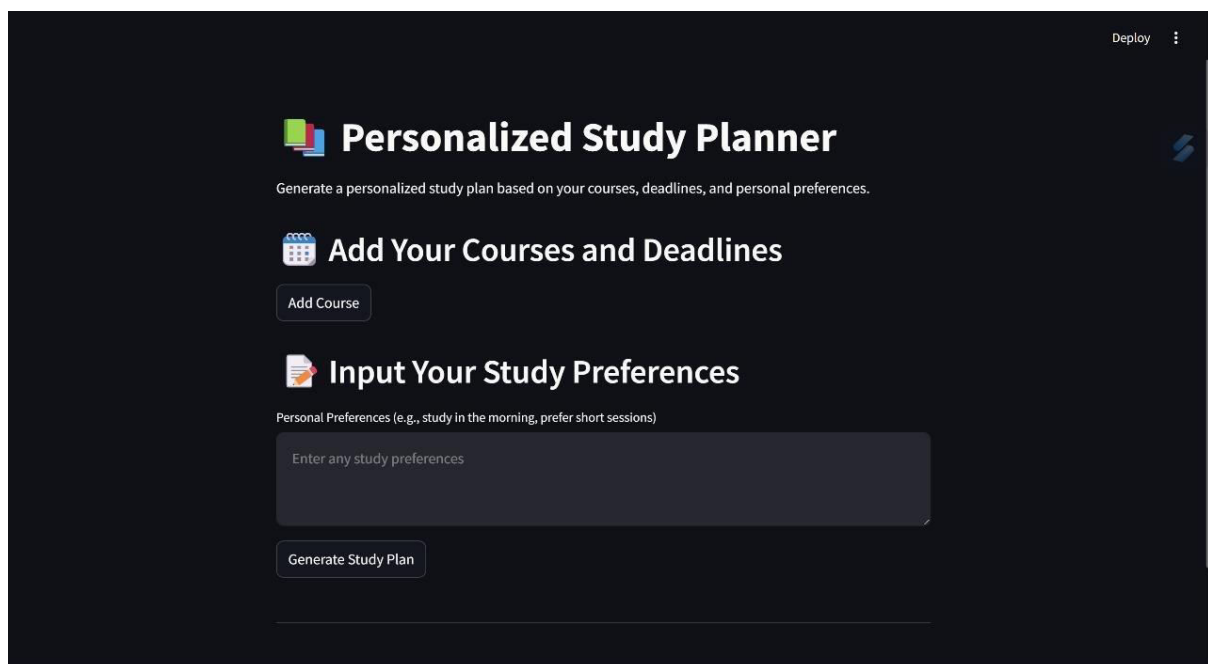 Deploy
Personalized Study Planner
Generate a personalized study plan based on your courses, deadlines, and personal preferences.
Add Your Courses and Deadlines
Add Course
Input Your Study Preferences
Personal Preferences (e.g., study in the morning, prefer short sessions)
Enter any study preferences
Generate Study Plan